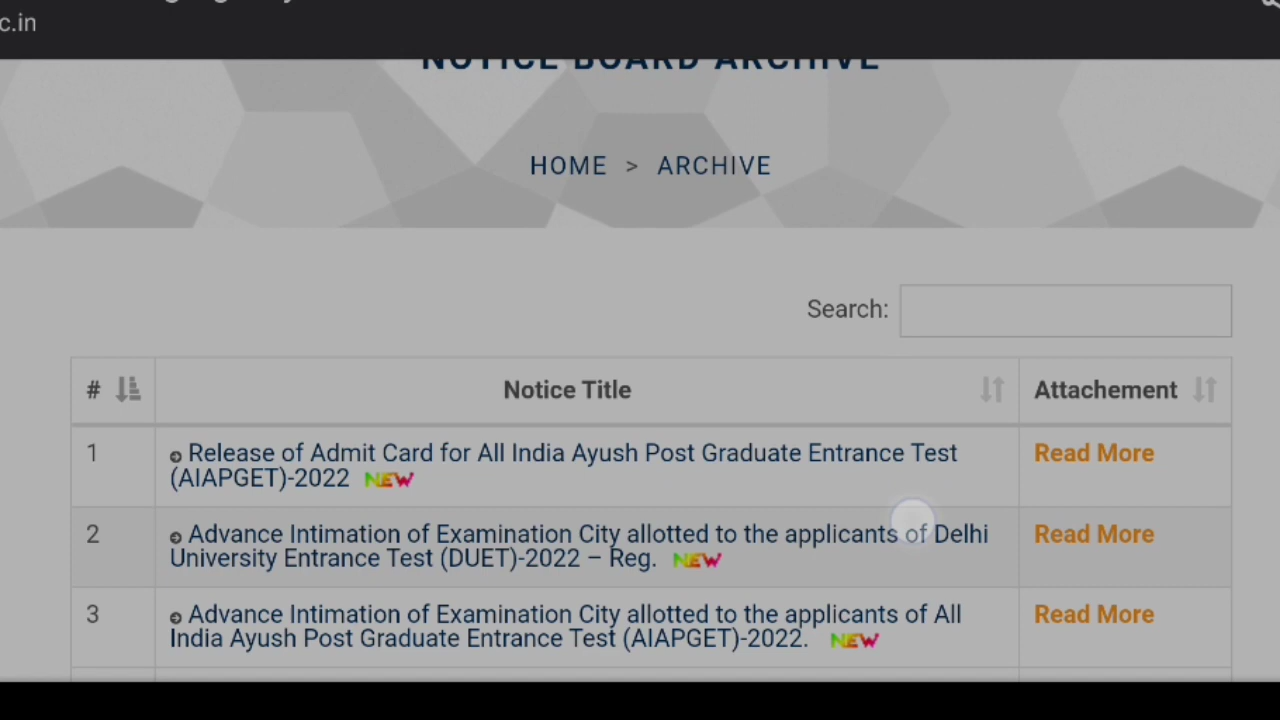 c.in
NOTICE BOARD ARCHIVE
HOME > ARCHIVE
Search:
# Notice Title Attachement
1 Release of Admit Card for All India Ayush Post Graduate Entrance Test Read More
(AIAPGET)-2022 NEW
2 Advance Intimation of Examination City allotted to the applicants of Delhi Read More
University Entrance Test (DUET)-2022 – Reg. NEW
3 Advance Intimation of Examination City allotted to the applicants of All Read More
India Ayush Post Graduate Entrance Test (AIAPGET)-2022. NEW